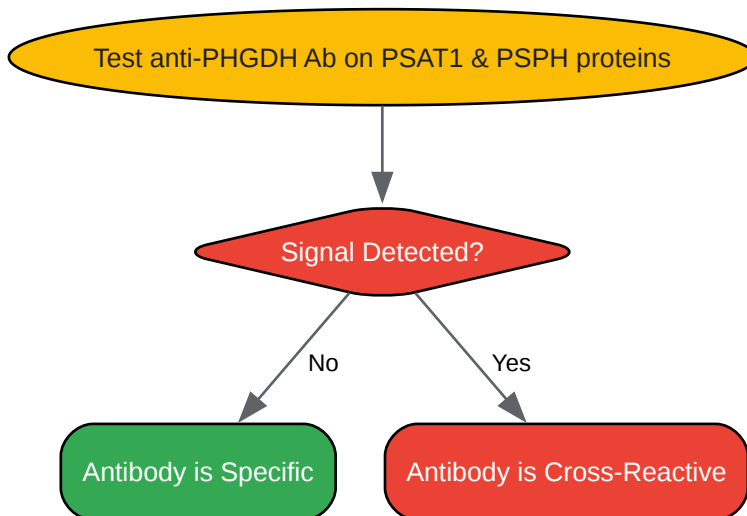 Test anti-PHGDH Ab on PSAT1 & PSPH proteins
Signal Detected?
No
Yes
Antibody is Specific
Antibody is Cross-Reactive